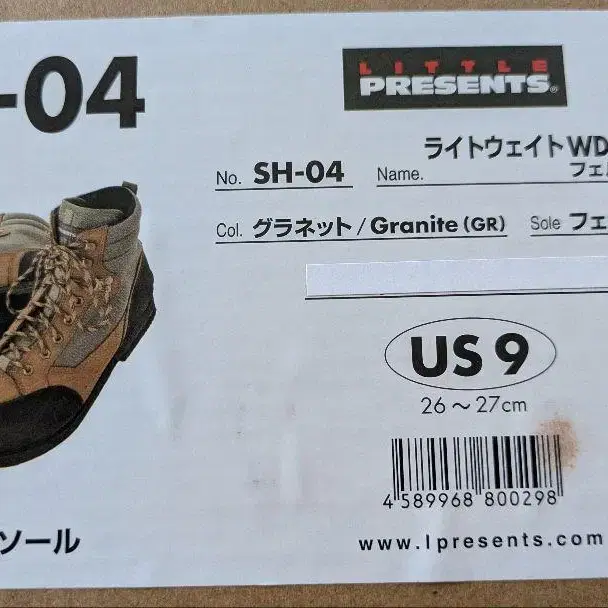 -04
LITTLE
PRESENTS®
No. SH-04 Name. ライトウェイトWD
フェ
Col. グラネット / Granite (GR) Sole フェ
US 9
26～27cm
4 589968 800298
ソール
www.lpresents.com